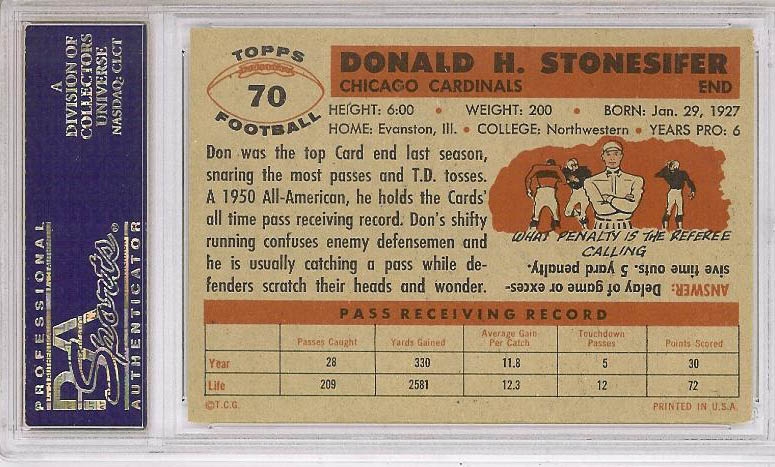 A
DIVISION OF
COLLECTORS
UNIVERSE
NASDAQ: CLCT
PROFESSIONAL
PSA
Sports®
AUTHENTICATOR
TOPPS
70
FOOTBALL
DONALD H. STONESIFER
CHICAGO CARDINALS END
HEIGHT: 6:00 • WEIGHT: 200 • BORN: Jan. 29, 1927
HOME: Evanston, Ill. • COLLEGE: Northwestern • YEARS PRO: 6
Don was the top Card end last season,
snaring the most passes and T.D. tosses.
A 1950 All-American, he holds the Cards'
all time pass receiving record. Don's shifty
running confuses enemy defensemen and
he is usually catching a pass while de-
fenders scratch their heads and wonder.
WHAT PENALTY IS THE REFEREE
CALLING
ANSWER: Delay of game or exces-
sive time outs. 5 yard penalty.
PASS RECEIVING RECORD
Passes Caught Yards Gained Average Gain Per Catch Touchdown Passes Points Scored
Year 28 330 11.8 5 30
Life 209 2581 12.3 12 72
©T.C.G. PRINTED IN U.S.A.